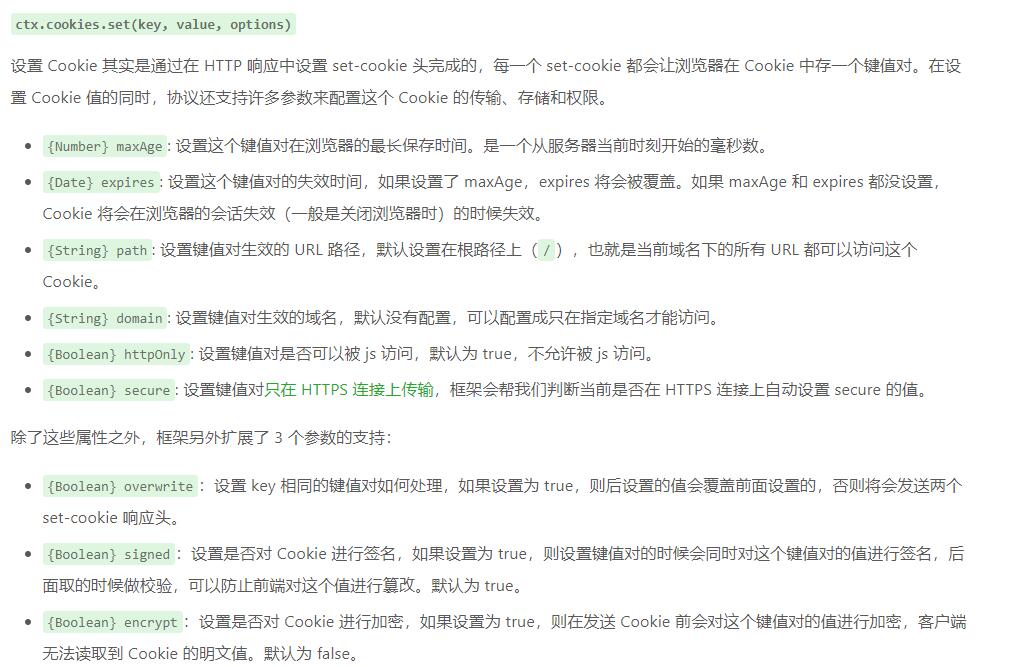 ctx.cookies.set(key, value, options)
设置 Cookie 其实是通过在 HTTP 响应中设置 set-cookie 头完成的，每一个 set-cookie 都会让浏览器在 Cookie 中存一个键值对。在设
置 Cookie 值的同时，协议还支持许多参数来配置这个 Cookie 的传输、存储和权限。
{Number} maxAge: 设置这个键值对在浏览器的最长保存时间。是一个从服务器当前时刻开始的毫秒数。
{Date} expires: 设置这个键值对的失效时间，如果设置了 maxAge，expires 将会被覆盖。如果 maxAge 和 expires 都没设置，
Cookie 将会在浏览器的会话失效（一般是关闭浏览器时）的时候失效。
{String} path: 设置键值对生效的 URL 路径，默认设置在根路径上（/），也就是当前域名下的所有 URL 都可以访问这个
Cookie。
{String} domain: 设置键值对生效的域名，默认没有配置，可以配置成只在指定域名才能访问。
{Boolean} httpOnly: 设置键值对是否可以被 js 访问，默认为 true，不允许被 js 访问。
{Boolean} secure: 设置键值对只在 HTTPS 连接上传输，框架会帮我们判断当前是否在 HTTPS 连接上自动设置 secure 的值。
除了这些属性之外，框架另外扩展了 3 个参数的支持：
{Boolean} overwrite：设置 key 相同的键值对如何处理，如果设置为 true，则后设置的值会覆盖前面设置的，否则将会发送两个
set-cookie 响应头。
{Boolean} signed：设置是否对 Cookie 进行签名，如果设置为 true，则设置键值对的时候会同时对这个键值对的值进行签名，后
面取的时候做校验，可以防止前端对这个值进行篡改。默认为 true。
{Boolean} encrypt：设置是否对 Cookie 进行加密，如果设置为 true，则在发送 Cookie 前会对这个键值对的值进行加密，客户端
无法读取到 Cookie 的明文值。默认为 false。